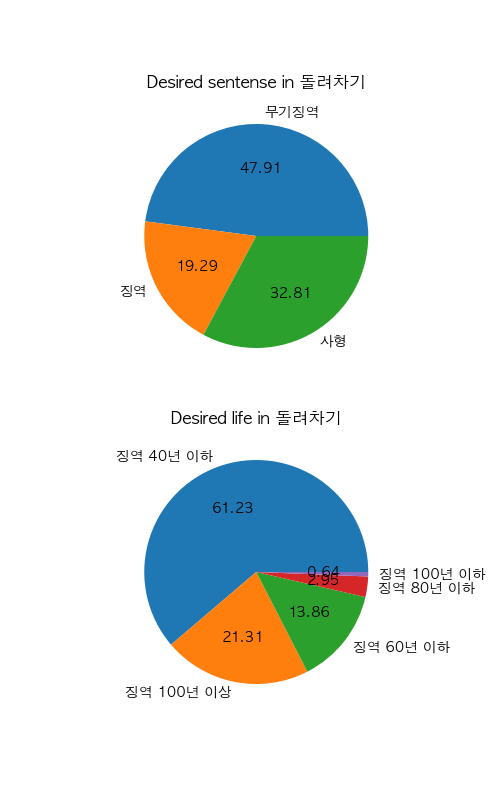 Desired sentense in 돌려차기
무기징역
47.91
19.29
징역
32.81
사형
Desired life in 돌려차기
징역 40년 이하
61.23
0.64
징역 100년 이하
2.95
징역 80년 이하
13.86
21.31
징역 60년 이하
징역 100년 이상